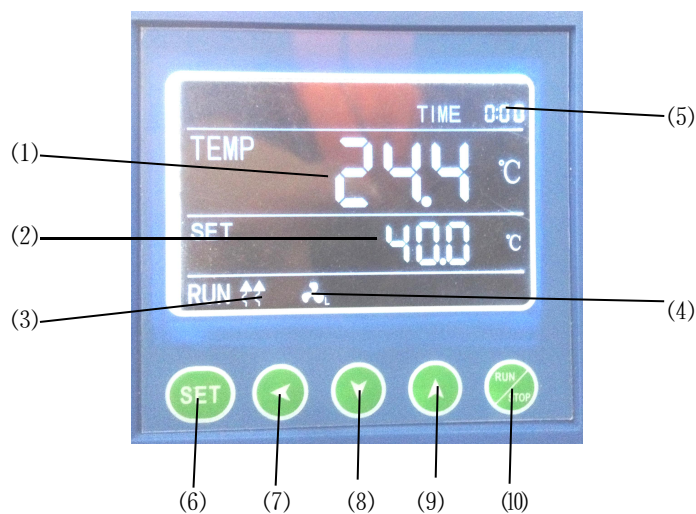 TIME 0:00 (5)
(1) TEMP 24.4 ℃
(2) SET 40.0 ℃
(3) RUN L (4)
SET RUN STOP
(6) (7) (8) (9) (10)